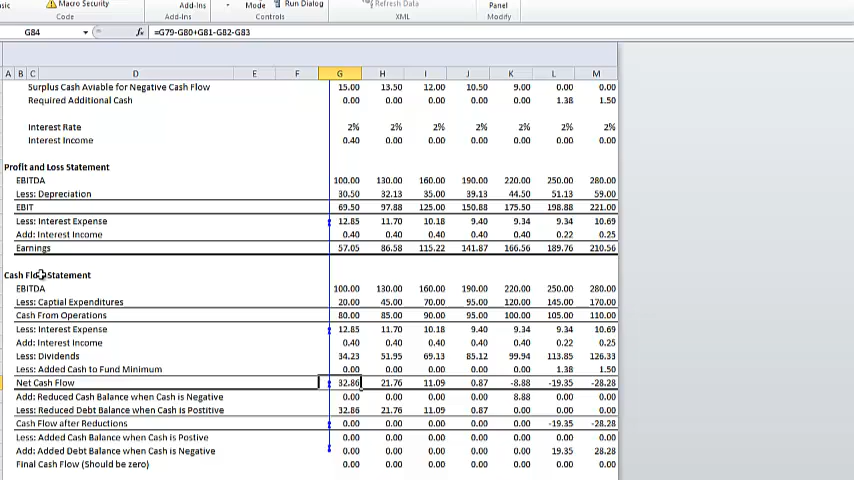 Macro Security Add-Ins Mode Run Dialog Refresh Data Panel
Code Add-Ins Controls XML Modify
G84 fx =G79-G80+G81-G82-G83
A B C D E F G H I J K L M
Surplus Cash Aviable for Negative Cash Flow 15.00 13.50 12.00 10.50 9.00 0.00 0.00
Required Additional Cash 0.00 0.00 0.00 0.00 0.00 1.38 1.50
Interest Rate 2% 2% 2% 2% 2% 2% 2%
Interest Income 0.40 0.00 0.00 0.00 0.00 0.00 0.00
Profit and Loss Statement
EBITDA 100.00 130.00 160.00 190.00 220.00 250.00 280.00
Less: Depreciation 30.50 32.13 35.00 39.13 44.50 51.13 59.00
EBIT 69.50 97.88 125.00 150.88 175.50 198.88 221.00
Less: Interest Expense 12.85 11.70 10.18 9.40 9.34 9.34 10.69
Add: Interest Income 0.40 0.40 0.40 0.40 0.40 0.22 0.25
Earnings 57.05 86.58 115.22 141.87 166.56 189.76 210.56
Cash Flow Statement
EBITDA 100.00 130.00 160.00 190.00 220.00 250.00 280.00
Less: Captial Expenditures 20.00 45.00 70.00 95.00 120.00 145.00 170.00
Cash From Operations 80.00 85.00 90.00 95.00 100.00 105.00 110.00
Less: Interest Expense 12.85 11.70 10.18 9.40 9.34 9.34 10.69
Add: Interest Income 0.40 0.40 0.40 0.40 0.40 0.22 0.25
Less: Dividends 34.23 51.95 69.13 85.12 99.94 113.85 126.33
Less: Added Cash to Fund Minimum 0.00 0.00 0.00 0.00 0.00 1.38 1.50
Net Cash Flow 32.86 21.76 11.09 0.87 -8.88 -19.35 -28.28
Add: Reduced Cash Balance when Cash is Negative 0.00 0.00 0.00 0.00 8.88 0.00 0.00
Less: Reduced Debt Balance when Cash is Postitive 32.86 21.76 11.09 0.87 0.00 0.00 0.00
Cash Flow after Reductions 0.00 0.00 0.00 0.00 0.00 -19.35 -28.28
Less: Added Cash Balance when Cash is Postive 0.00 0.00 0.00 0.00 0.00 0.00 0.00
Add: Added Debt Balance when Cash is Negative 0.00 0.00 0.00 0.00 0.00 19.35 28.28
Final Cash Flow (Should be zero) 0.00 0.00 0.00 0.00 0.00 0.00 0.00